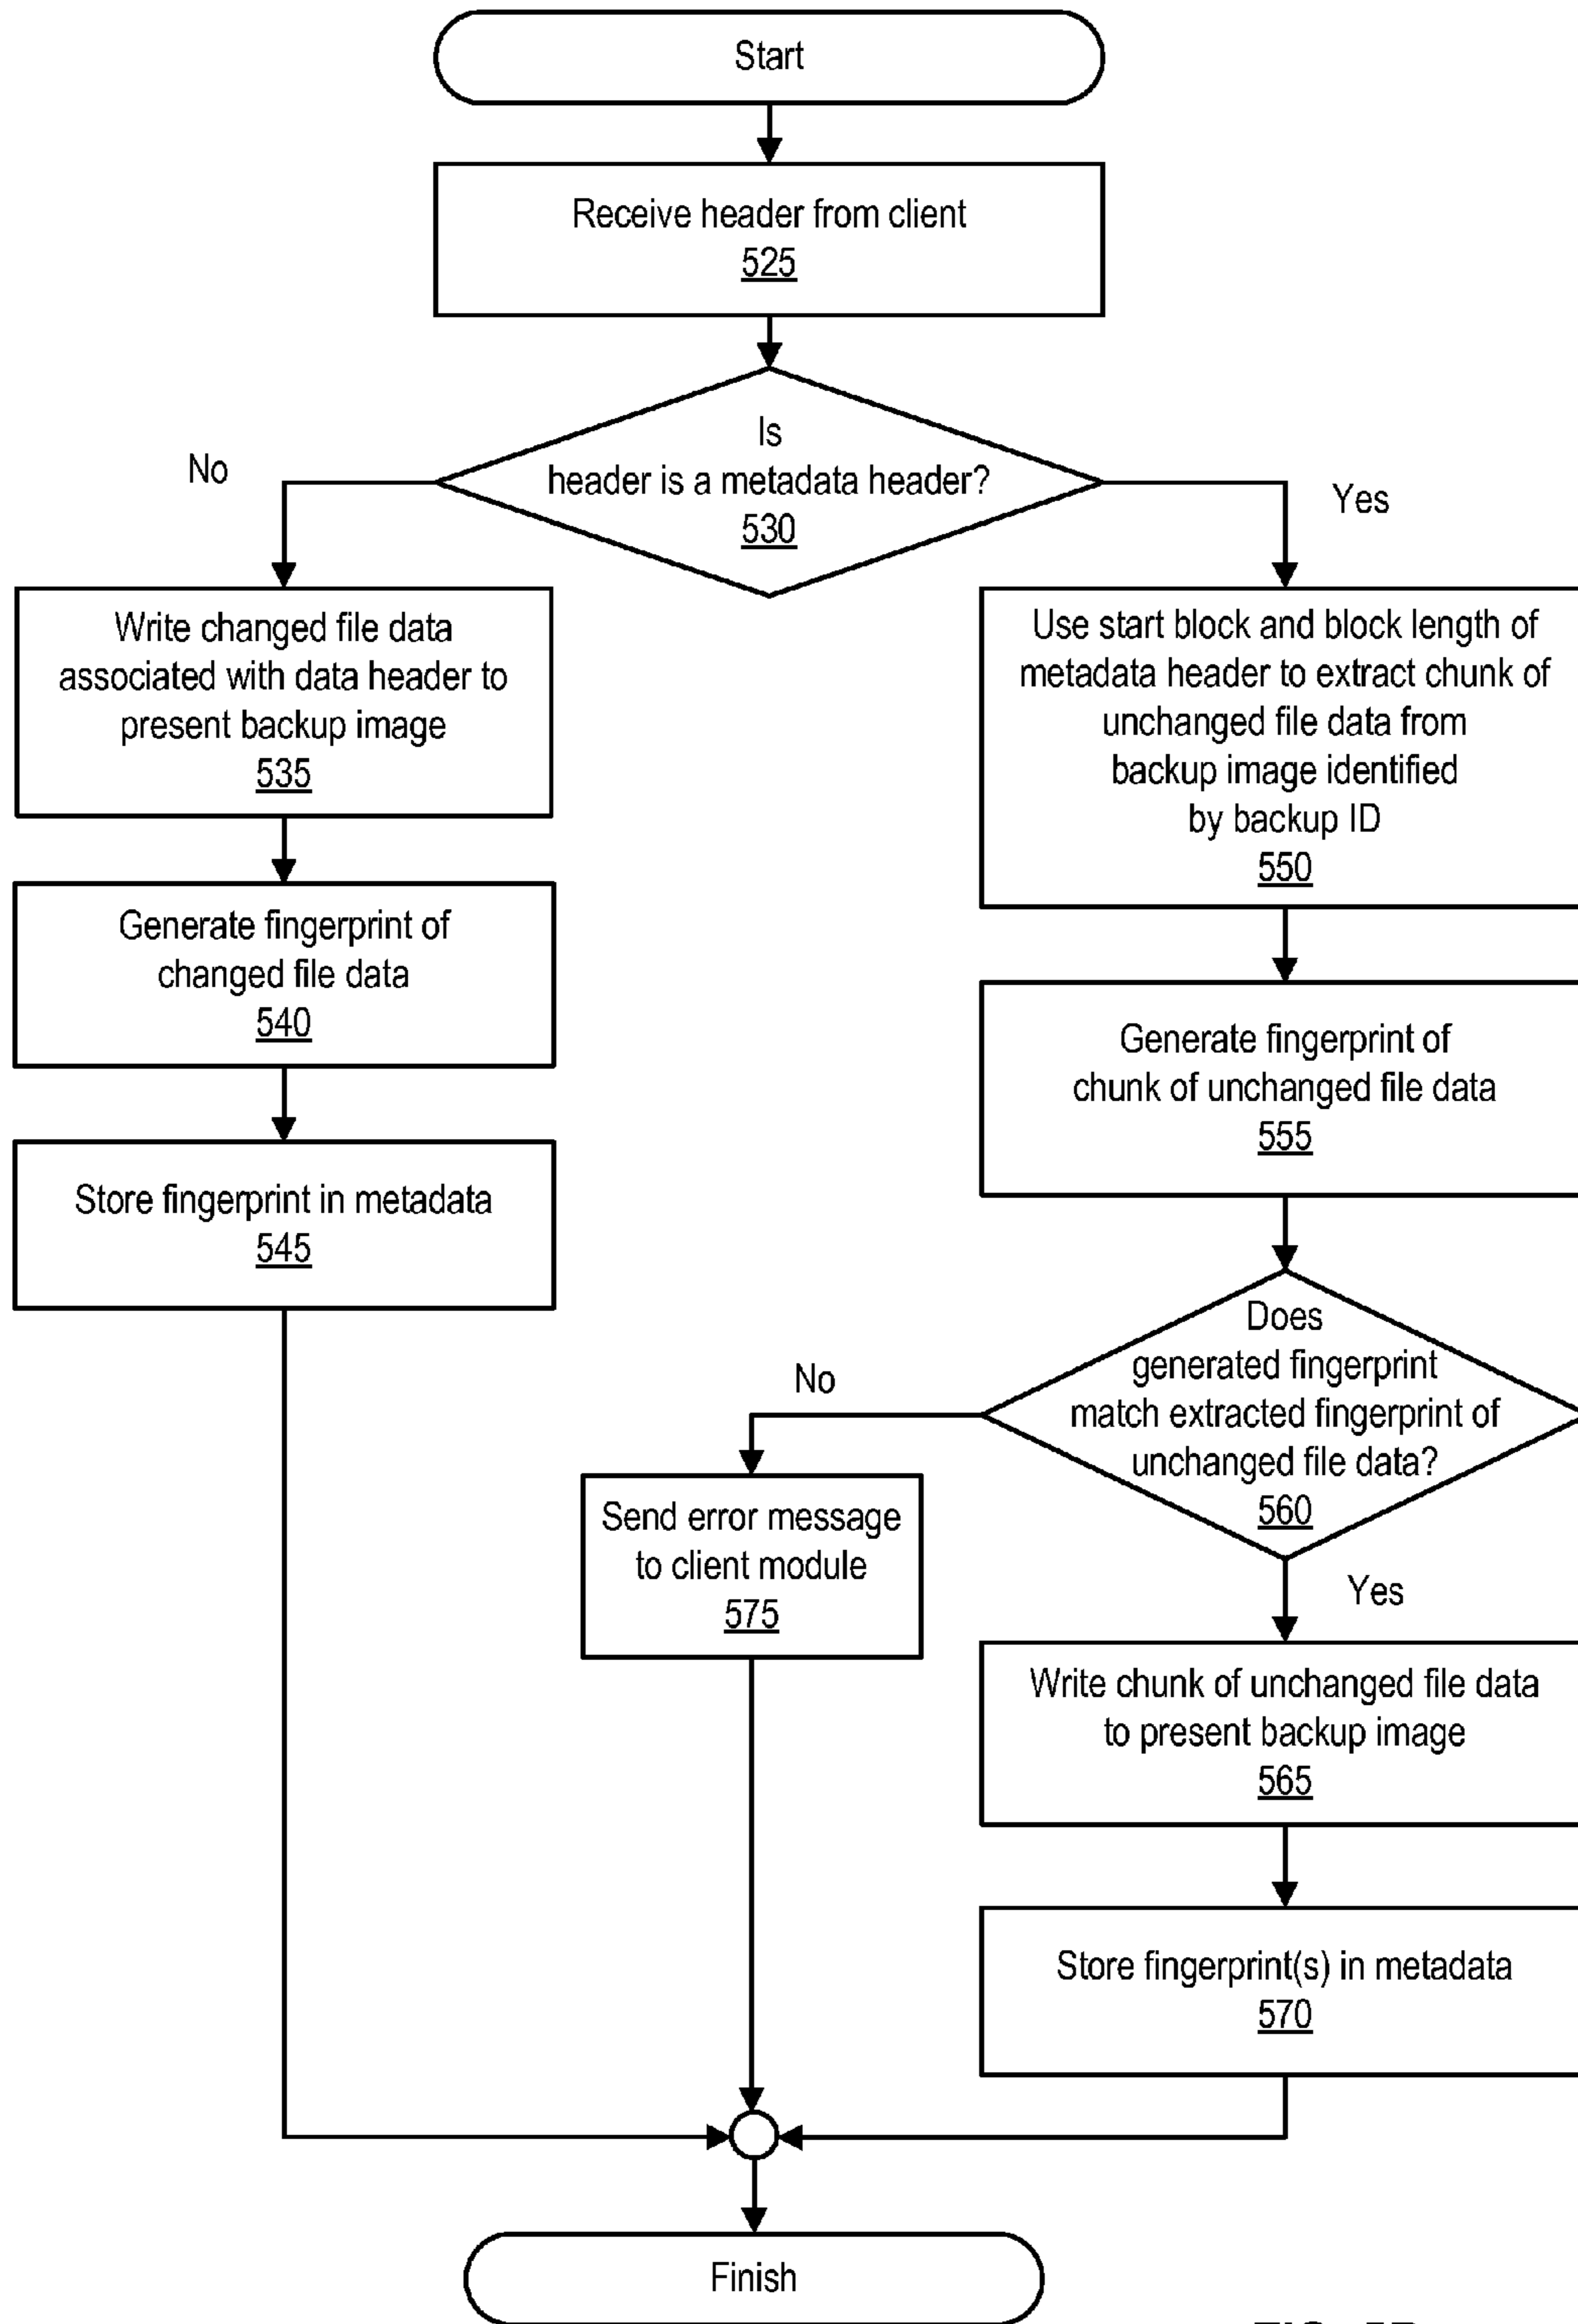 Start
Receive header from client
525
Is
header is a metadata header?
530
No
Yes
Write changed file data
associated with data header to
present backup image
535
Use start block and block length of
metadata header to extract chunk of
unchanged file data from
backup image identified
by backup ID
550
Generate fingerprint of
changed file data
540
Generate fingerprint of
chunk of unchanged file data
555
Store fingerprint in metadata
545
Does
generated fingerprint
match extracted fingerprint of
unchanged file data?
560
No
Yes
Send error message
to client module
575
Write chunk of unchanged file data
to present backup image
565
Store fingerprint(s) in metadata
570
Finish